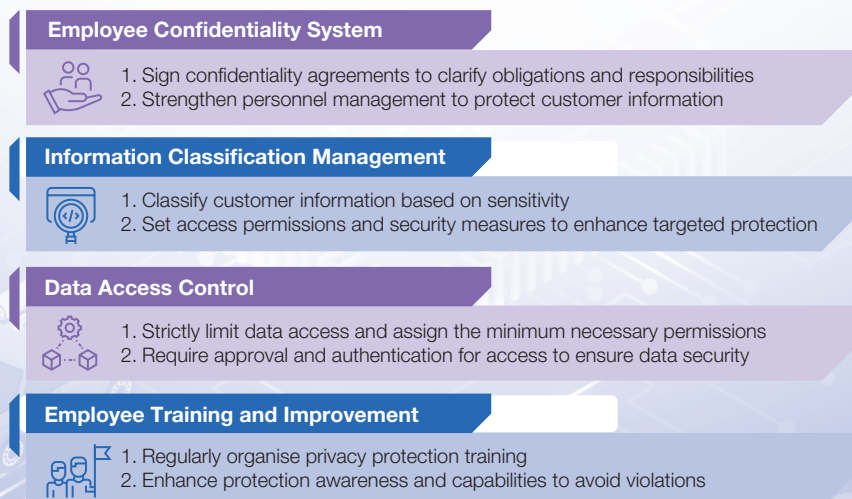 Employee Confidentiality System
1. Sign confidentiality agreements to clarify obligations and responsibilities
2. Strengthen personnel management to protect customer information
Information Classification Management
</>
1. Classify customer information based on sensitivity
2. Set access permissions and security measures to enhance targeted protection
Data Access Control
1. Strictly limit data access and assign the minimum necessary permissions
2. Require approval and authentication for access to ensure data security
Employee Training and Improvement
1. Regularly organise privacy protection training
2. Enhance protection awareness and capabilities to avoid violations